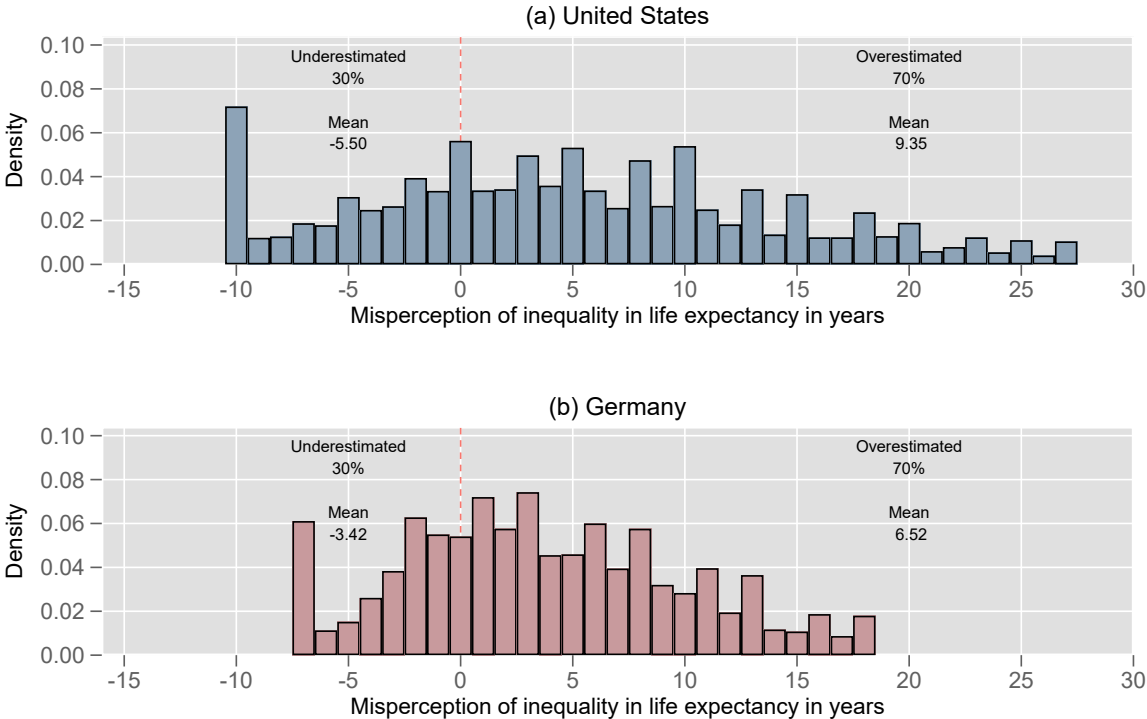 (a) United States
0.10
0.08
0.06
0.04
0.02
0.00
Density
Underestimated
30%
Mean
-5.50
Overestimated
70%
Mean
9.35
-15 -10 -5 0 5 10 15 20 25 30
Misperception of inequality in life expectancy in years
(b) Germany
0.10
0.08
0.06
0.04
0.02
0.00
Density
Underestimated
30%
Mean
-3.42
Overestimated
70%
Mean
6.52
-15 -10 -5 0 5 10 15 20 25 30
Misperception of inequality in life expectancy in years